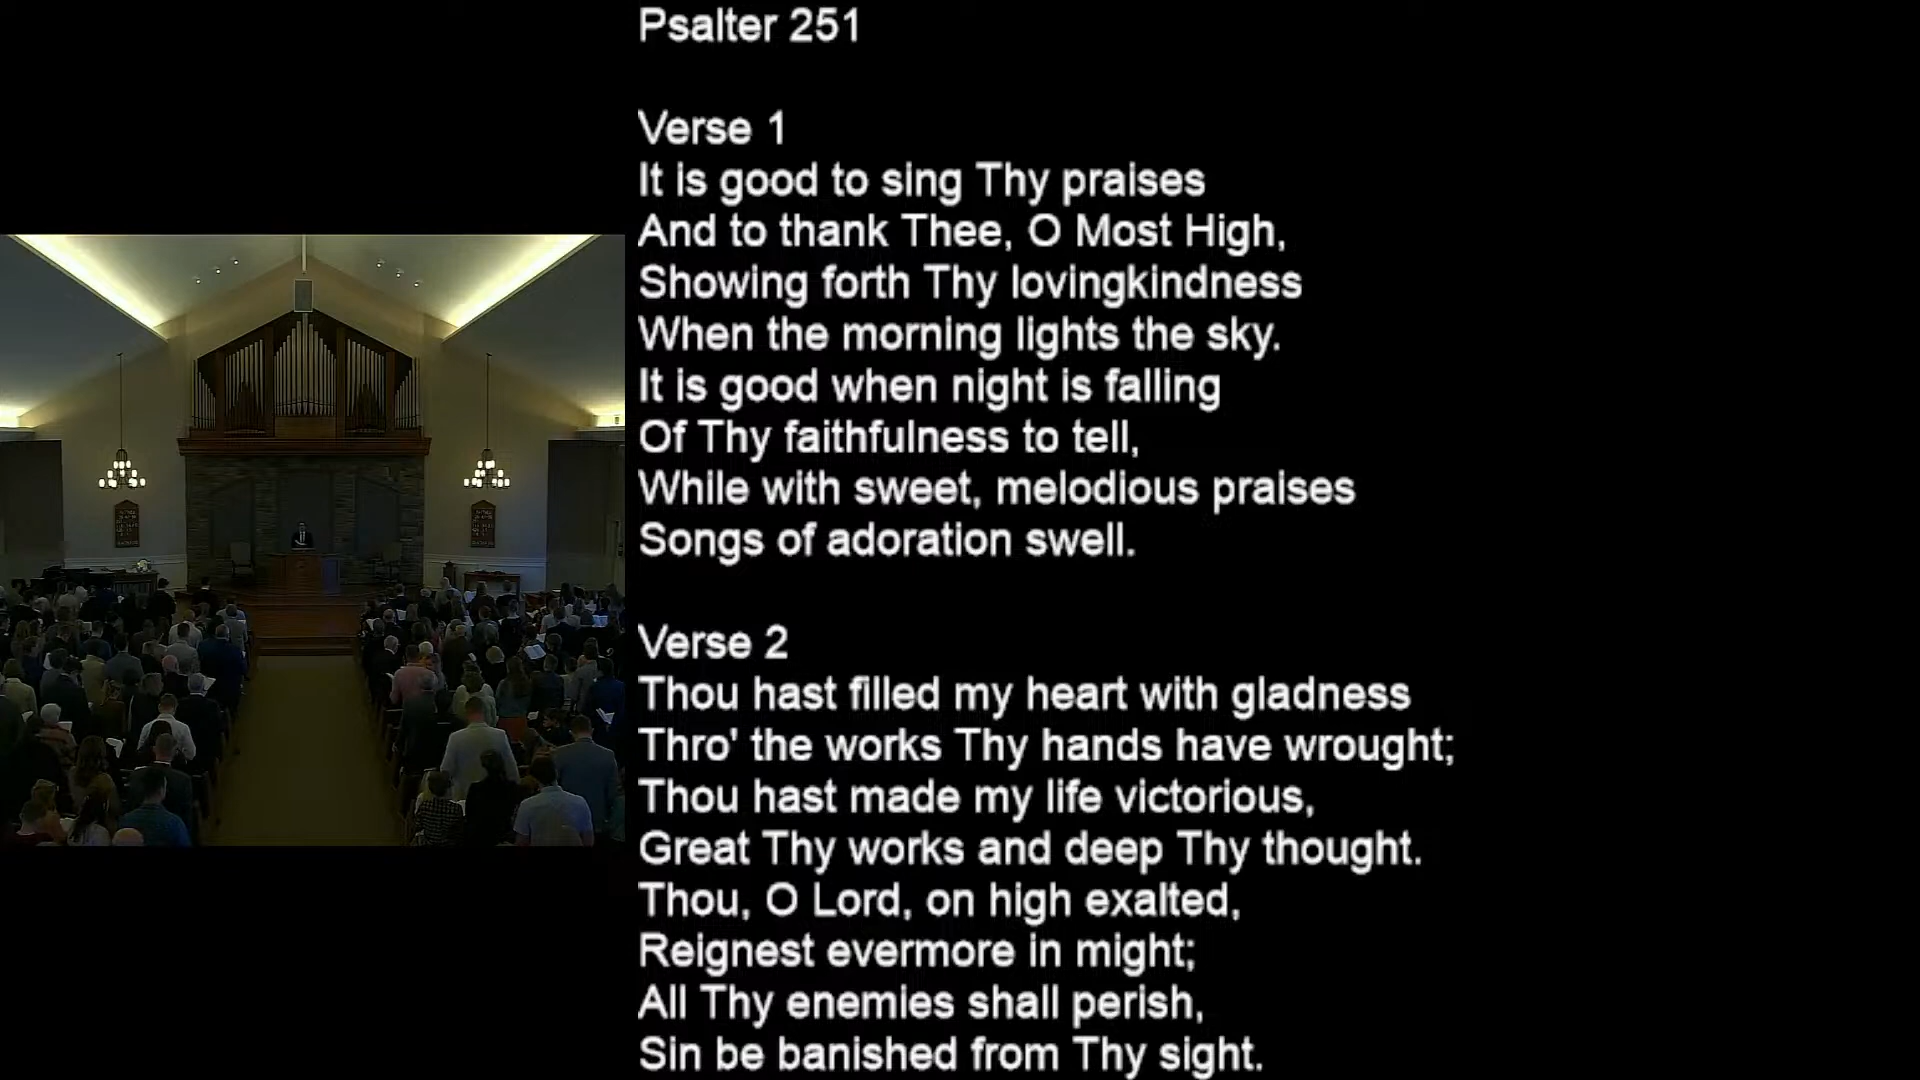 Psalter 251
Verse 1
It is good to sing Thy praises
And to thank Thee, O Most High,
Showing forth Thy lovingkindness
When the morning lights the sky.
It is good when night is falling
Of Thy faithfulness to tell,
While with sweet, melodious praises
Songs of adoration swell.
Verse 2
Thou hast filled my heart with gladness
Thro' the works Thy hands have wrought;
Thou hast made my life victorious,
Great Thy works and deep Thy thought.
Thou, O Lord, on high exalted,
Reignest evermore in might;
All Thy enemies shall perish,
Sin be banished from Thy sight.